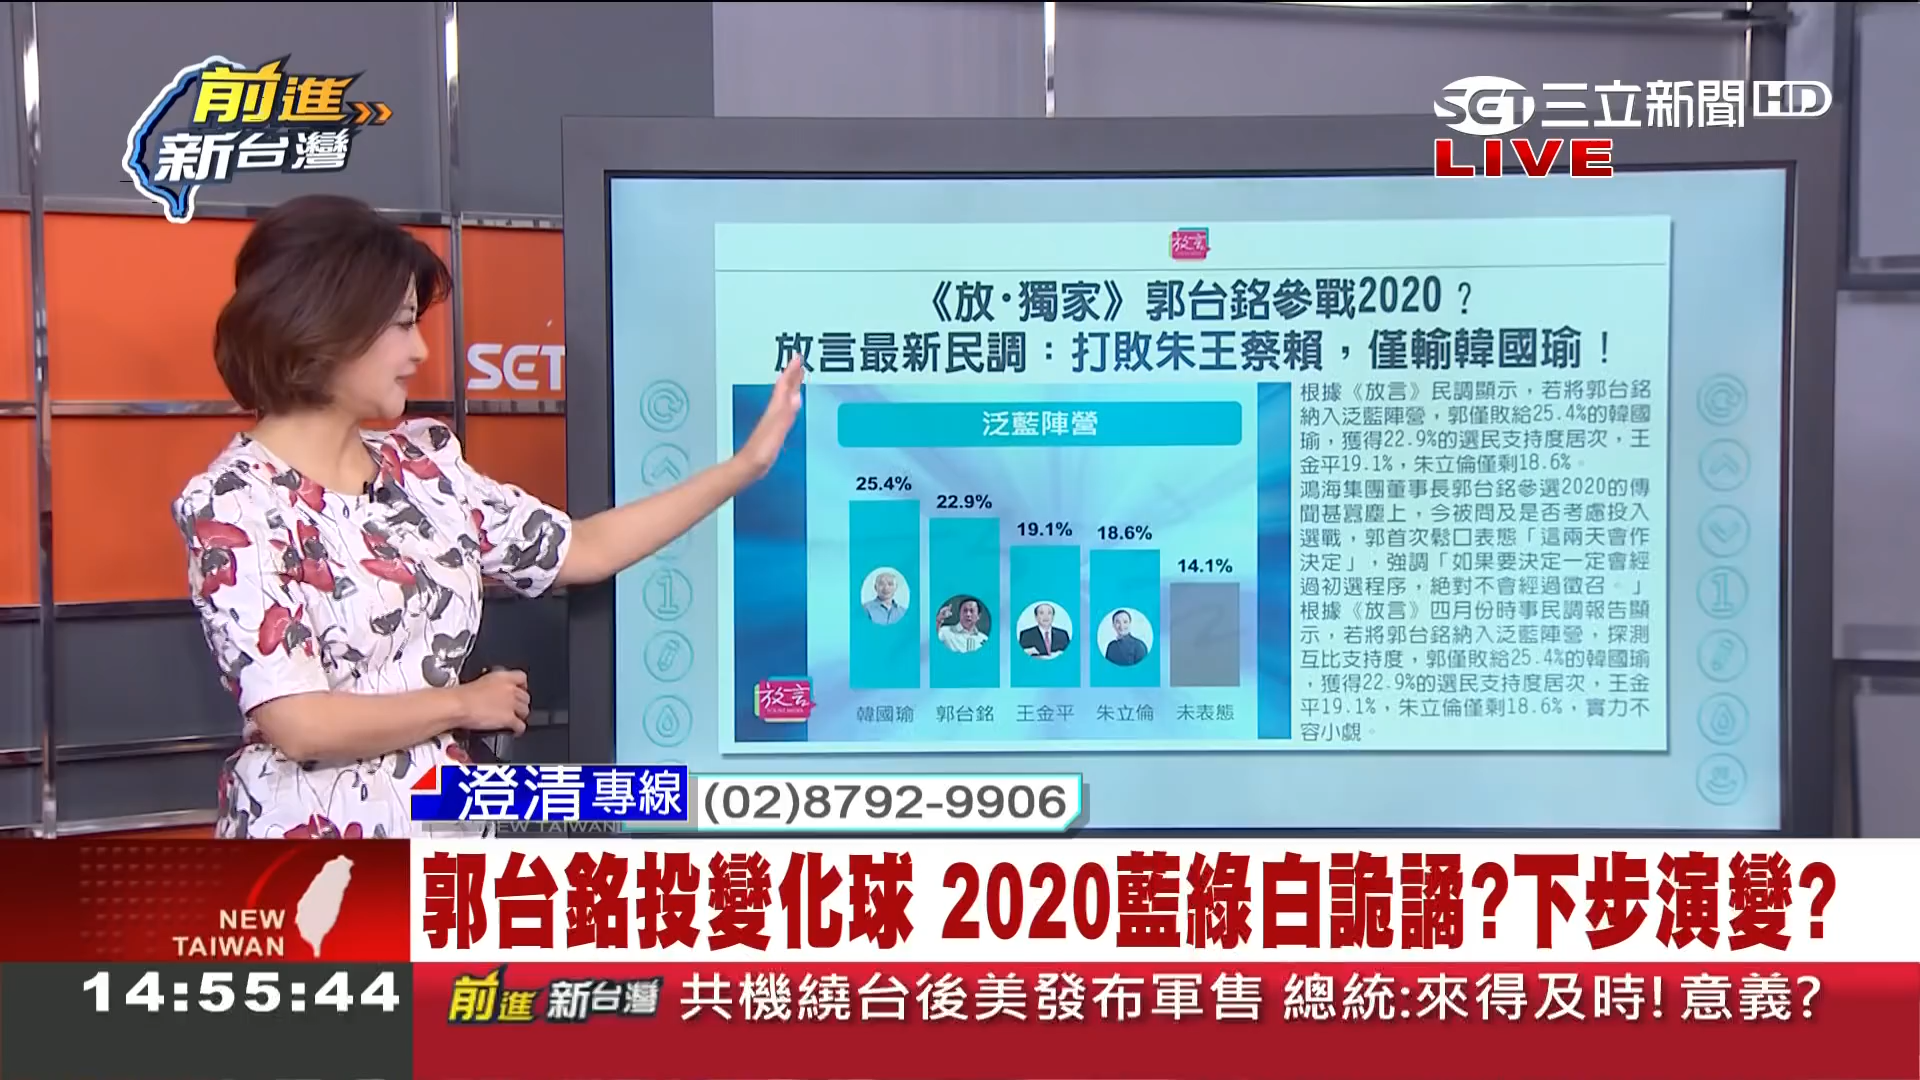 前進
新台灣
SET三立新聞HD
LIVE
SET
放言
《放·獨家》郭台銘參戰2020？
放言最新民調：打敗朱王蔡賴，僅輸韓國瑜！
泛藍陣營
25.4%
22.9%
19.1%
18.6%
14.1%
韓國瑜
郭台銘
王金平
朱立倫
未表態
放言
根據《放言》民調顯示，若將郭台銘
納入泛藍陣營，郭僅敗給25.4%的韓國
瑜，獲得22.9%的選民支持度居次，王
金平19.1%，朱立倫僅剩18.6%。
鴻海集團董事長郭台銘參選2020的傳
聞甚囂塵上，今被問及是否考慮投入
選戰，郭首次鬆口表態「這兩天會作
決定」，強調「如果要決定一定會經
過初選程序，絕對不會經過徵召。」
根據《放言》四月份時事民調報告顯
示，若將郭台銘納入泛藍陣營，探測
互比支持度，郭僅敗給25.4%的韓國瑜
，獲得22.9%的選民支持度居次，王金
平19.1%，朱立倫僅剩18.6%，實力不
容小覷。
1
1
澄清專線
(02)8792-9906
NEW TAIWAN
郭台銘投變化球 2020藍綠白詭譎?下步演變?
NEW
TAIWAN
14:55:44
前進新台灣
共機繞台後美發布軍售 總統:來得及時! 意義?